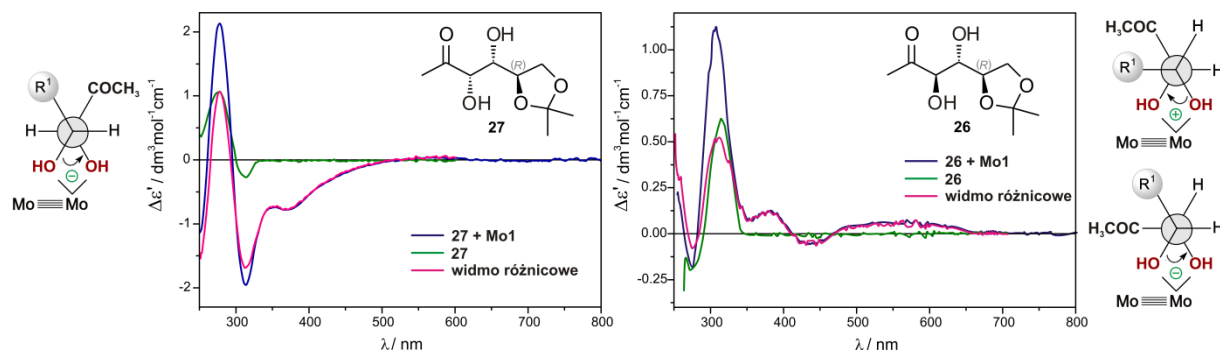 R¹
COCH₃
H
H
HO
OH
⊖
Mo≡Mo
Δε' / dm³mol⁻¹cm⁻¹
2
1
0
-1
-2
300 400 500 600 700 800
λ / nm
O
OH
(R)
O
O
OH
27
27 + Mo1
27
widmo różnicowe
Δε' / dm³mol⁻¹cm⁻¹
1.00
0.75
0.50
0.25
0.00
-0.25
300 400 500 600 700 800
λ / nm
O
OH
(R)
O
O
OH
26
26 + Mo1
26
widmo różnicowe
H₃COC
H
R¹
H
HO
OH
⊕
Mo≡Mo
R¹
H
H₃COC
H
HO
OH
⊖
Mo≡Mo